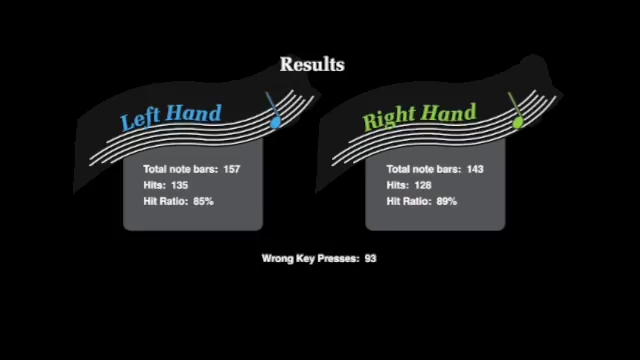 Results
Left Hand
Total note bars: 157
Hits: 135
Hit Ratio: 85%
Right Hand
Total note bars: 143
Hits: 128
Hit Ratio: 89%
Wrong Key Presses: 93